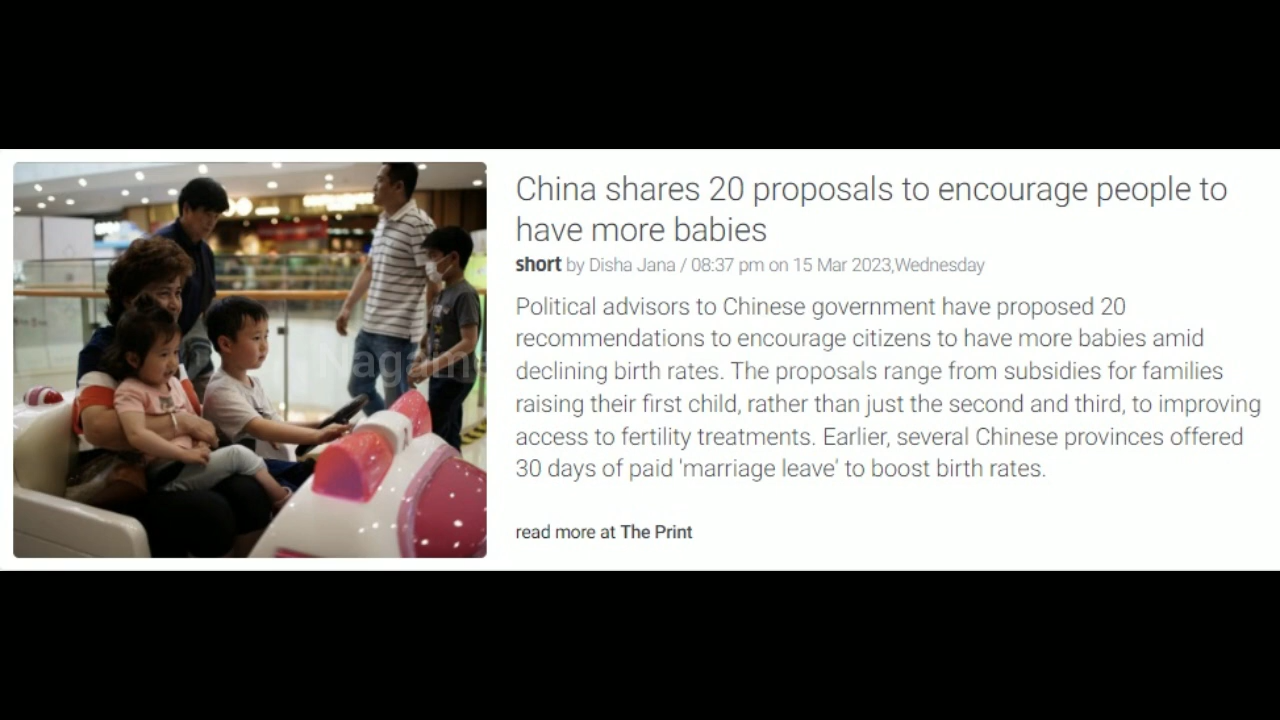 China shares 20 proposals to encourage people to
have more babies
short by Disha Jana / 08:37 pm on 15 Mar 2023,Wednesday
Political advisors to Chinese government have proposed 20
recommendations to encourage citizens to have more babies amid
declining birth rates. The proposals range from subsidies for families
raising their first child, rather than just the second and third, to improving
access to fertility treatments. Earlier, several Chinese provinces offered
30 days of paid 'marriage leave' to boost birth rates.
read more at The Print